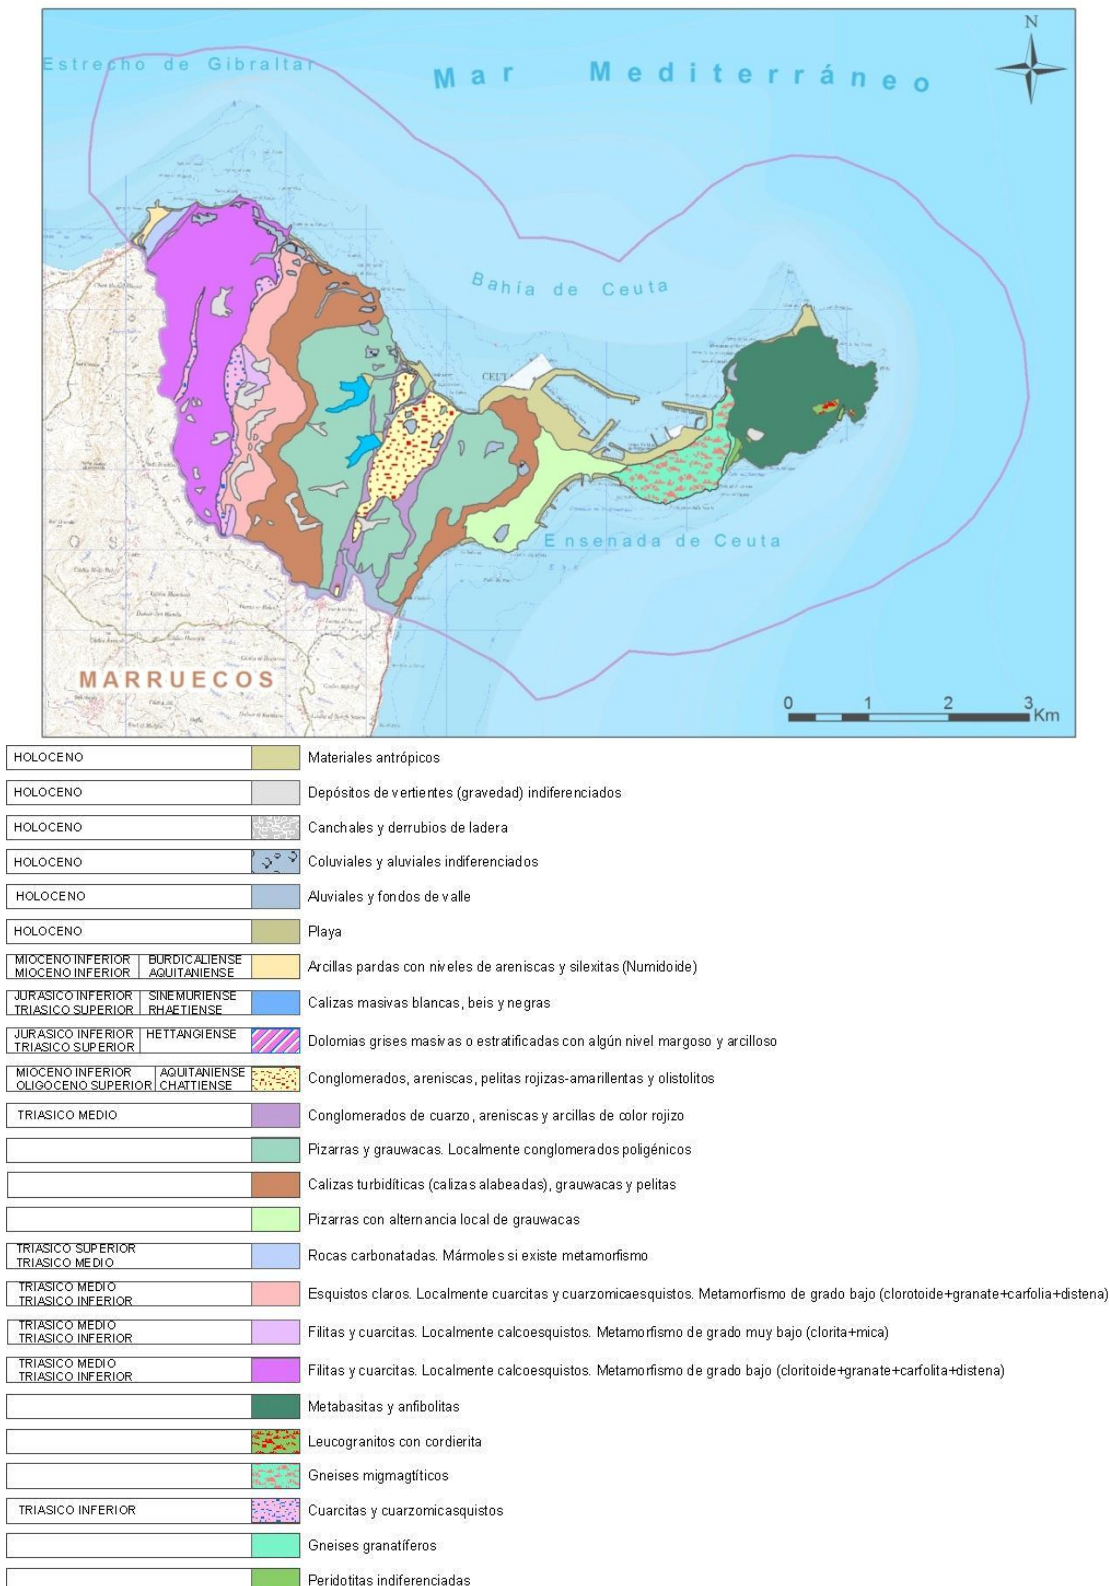 N
Estrecho de Gibraltar
Mar Mediterráneo
Bahía de Ceuta
CEUTA
Ensenada de Ceuta
MARRUECOS
0 1 2 3 Km
HOLOCENO Materiales antrópicos
HOLOCENO Depósitos de vertientes (gravedad) indiferenciados
HOLOCENO Canchales y derrubios de ladera
HOLOCENO Coluviales y aluviales indiferenciados
HOLOCENO Aluviales y fondos de valle
HOLOCENO Playa
MIOCENO INFERIOR BURDICALIENSE
MIOCENO INFERIOR AQUITANIENSE
Arcillas pardas con niveles de areniscas y silexitas (Numidoide)
JURASICO INFERIOR SINEMURIENSE
TRIASICO SUPERIOR RHAETIENSE
Calizas masivas blancas, beis y negras
JURASICO INFERIOR HETTANGIENSE
TRIASICO SUPERIOR
Dolomias grises masivas o estratificadas con algún nivel margoso y arcilloso
MIOCENO INFERIOR AQUITANIENSE
OLIGOCENO SUPERIOR CHATTIENSE
Conglomerados, areniscas, pelitas rojizas-amarillentas y olistolitos
TRIASICO MEDIO Conglomerados de cuarzo, areniscas y arcillas de color rojizo
Pizarras y grauwacas. Localmente conglomerados poligénicos
Calizas turbidíticas (calizas alabeadas), grauwacas y pelitas
Pizarras con alternancia local de grauwacas
TRIASICO SUPERIOR
TRIASICO MEDIO
Rocas carbonatadas. Mármoles si existe metamorfismo
TRIASICO MEDIO
TRIASICO INFERIOR
Esquistos claros. Localmente cuarcitas y cuarzomicaesquistos. Metamorfismo de grado bajo (clorotoide+granate+carfolia+distena)
TRIASICO MEDIO
TRIASICO INFERIOR
Filitas y cuarcitas. Localmente calcoesquistos. Metamorfismo de grado muy bajo (clorita+mica)
TRIASICO MEDIO
TRIASICO INFERIOR
Filitas y cuarcitas. Localmente calcoesquistos. Metamorfismo de grado bajo (cloritoide+granate+carfolita+distena)
Metabasitas y anfibolitas
Leucogranitos con cordierita
Gneises migmagtíticos
TRIASICO INFERIOR Cuarcitas y cuarzomicasquistos
Gneises granatíferos
Peridotitas indiferenciadas